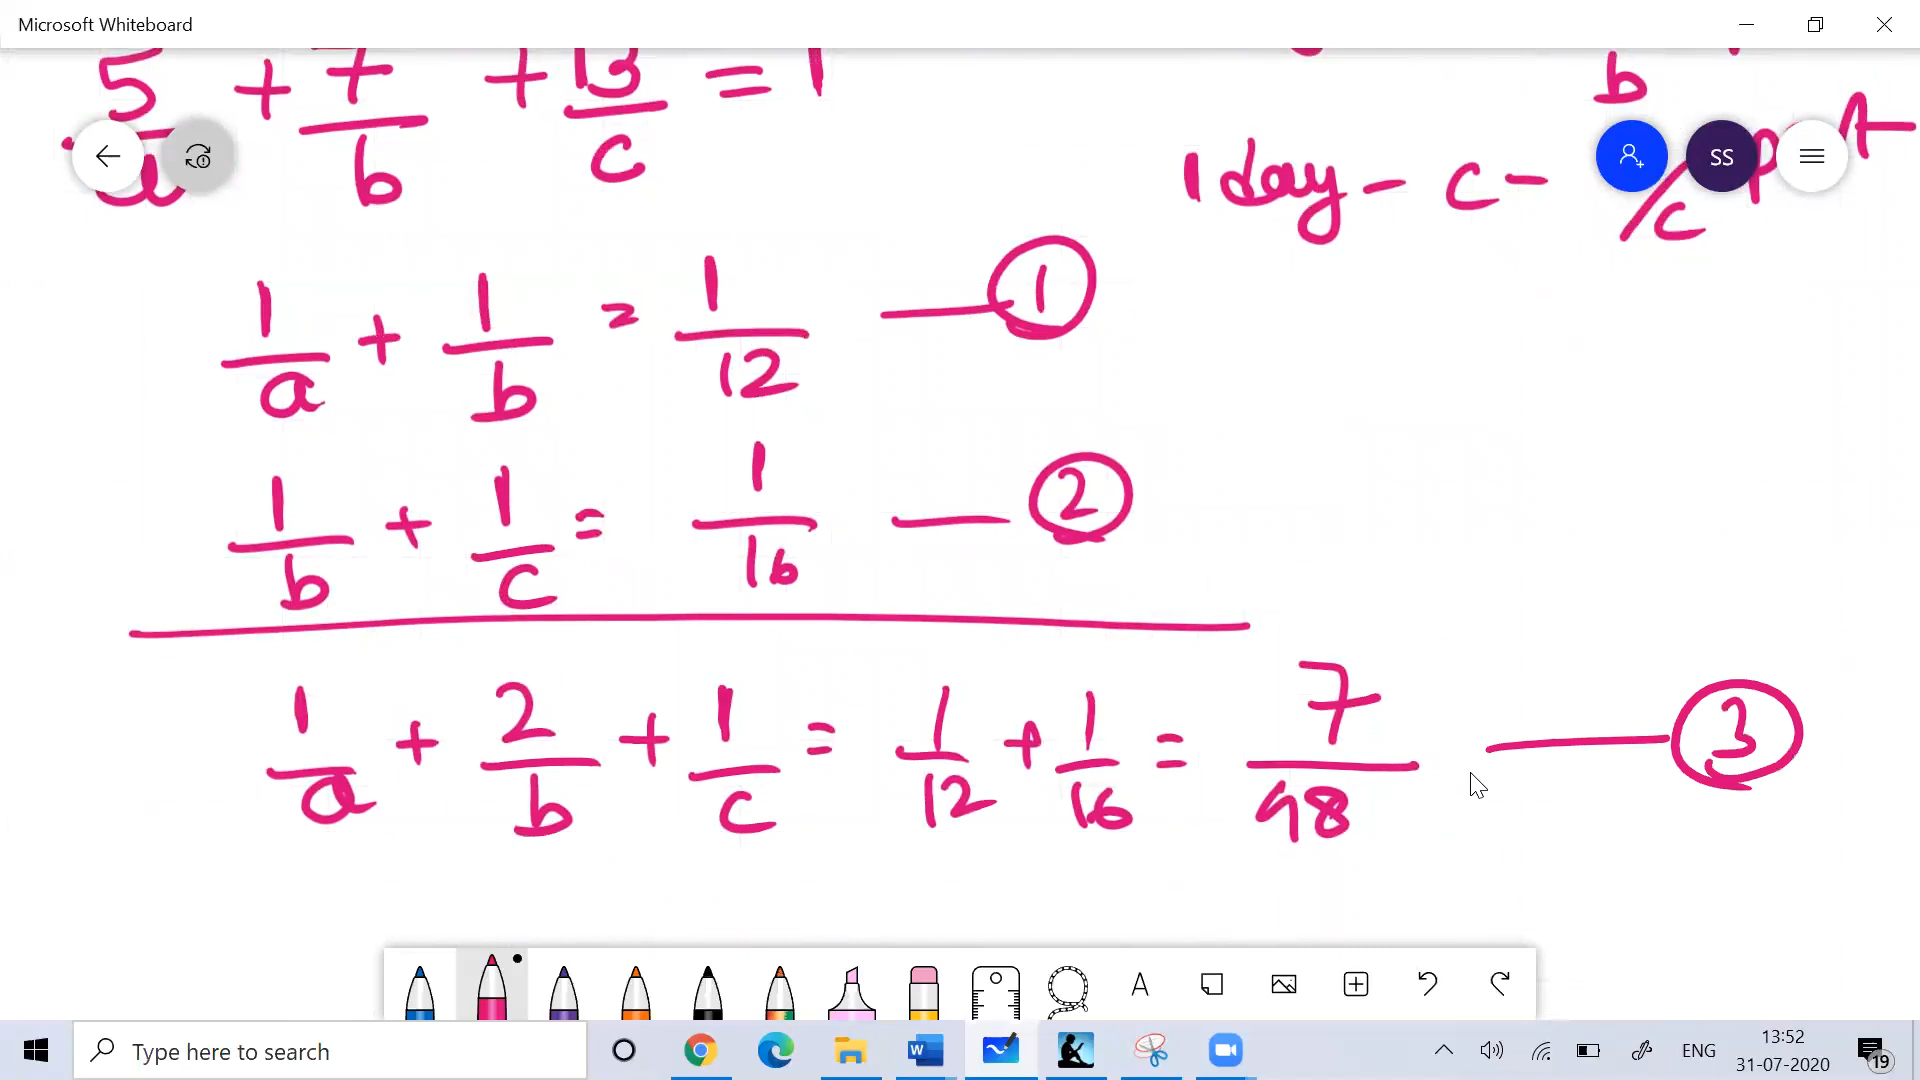 Microsoft Whiteboard
5/a + 7/b + 13/c = 1
b
1 day - c - /c
SS
1/a + 1/b = 1/12 — 1
1/b + 1/c = 1/16 — 2
1/a + 2/b + 1/c = 1/12 + 1/16 = 7/48 — 3
A
Type here to search
W
ENG
13:52
31-07-2020
19